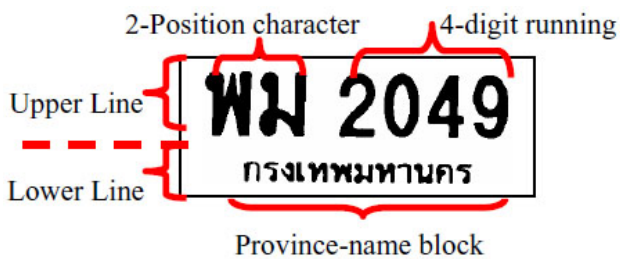 2-Position character 4-digit running
Upper Line
พม 2049
Lower Line
กรุงเทพมหานคร
Province-name block